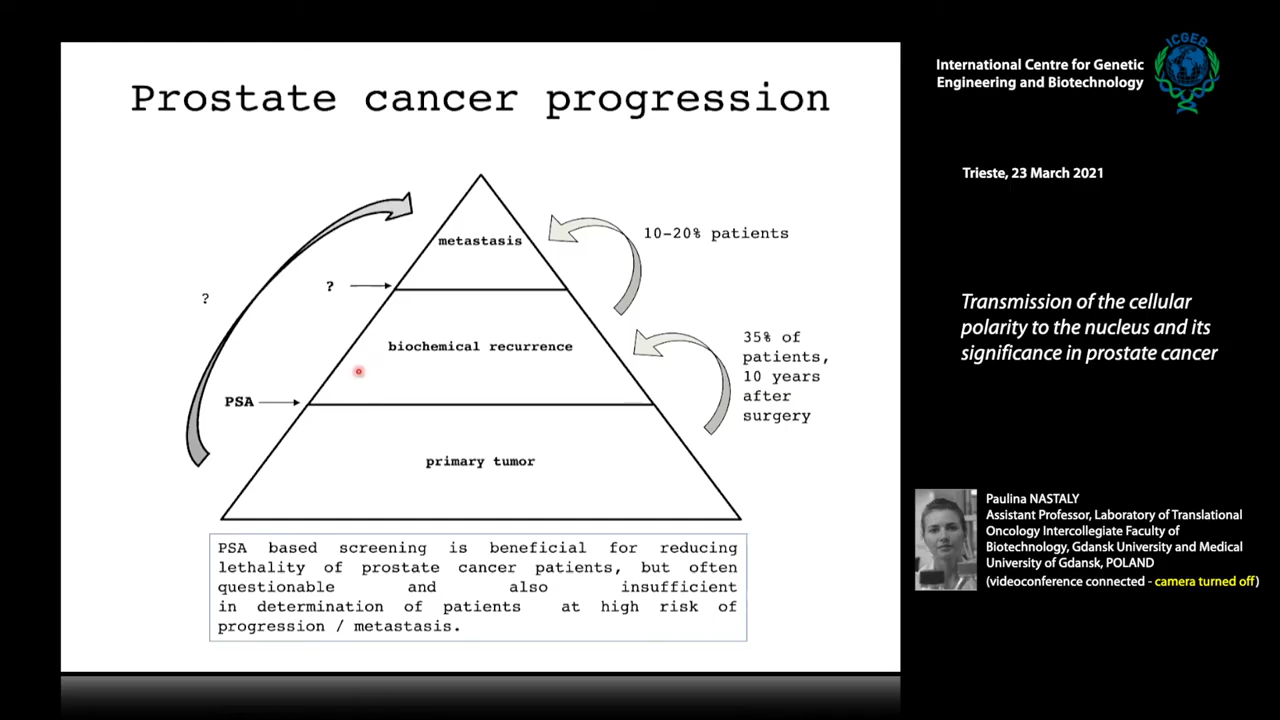 Prostate cancer progression
metastasis
10-20% patients
?
?
biochemical recurrence
35% of
patients,
10 years
after
surgery
PSA
primary tumor
PSA based screening is beneficial for reducing
lethality of prostate cancer patients, but often
questionable and also insufficient
in determination of patients at high risk of
progression / metastasis.
International Centre for Genetic
Engineering and Biotechnology
ICGEB
Trieste, 23 March 2021
Transmission of the cellular
polarity to the nucleus and its
significance in prostate cancer
Paulina NASTALY
Assistant Professor, Laboratory of Translational
Oncology Intercollegiate Faculty of
Biotechnology, Gdansk University and Medical
University of Gdansk, POLAND
(videoconference connected - camera turned off)